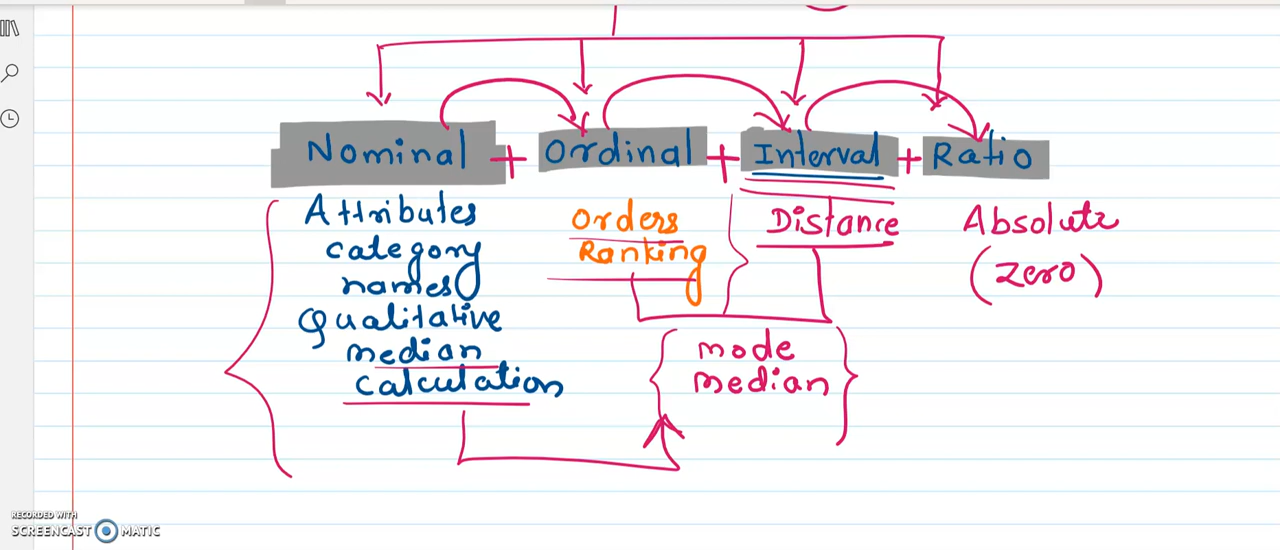 Nominal + Ordinal + Interval + Ratio
Attributes
category
names
Qualitative
median
calculation
Orders
Ranking
Distance
Absolute
(Zero)
mode
median
RECORDED WITH
SCREENCAST MATIC